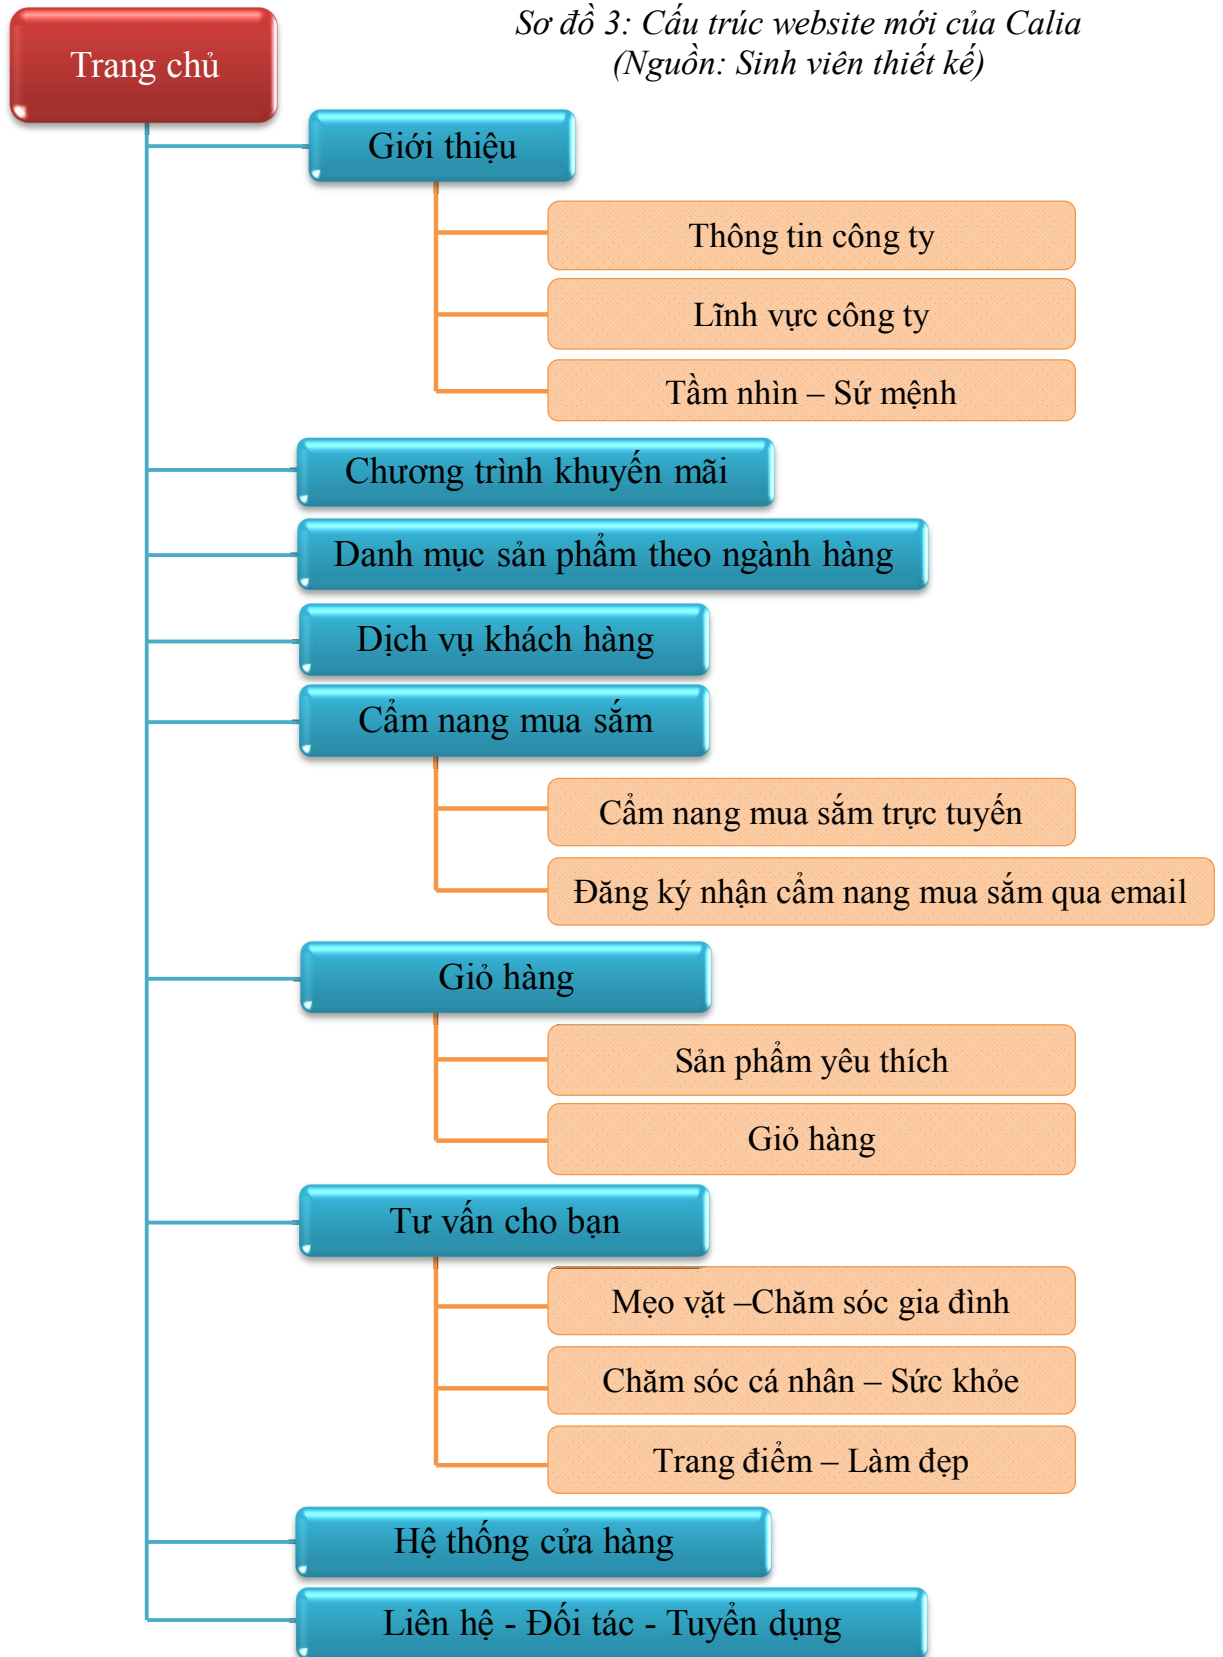 Sơ đồ 3: Cấu trúc website mới của Calia
(Nguồn: Sinh viên thiết kế)
Trang chủ
Giới thiệu
Thông tin công ty
Lĩnh vực công ty
Tầm nhìn – Sứ mệnh
Chương trình khuyến mãi
Danh mục sản phẩm theo ngành hàng
Dịch vụ khách hàng
Cẩm nang mua sắm
Cẩm nang mua sắm trực tuyến
Đăng ký nhận cẩm nang mua sắm qua email
Giỏ hàng
Sản phẩm yêu thích
Giỏ hàng
Tư vấn cho bạn
Mẹo vặt –Chăm sóc gia đình
Chăm sóc cá nhân – Sức khỏe
Trang điểm – Làm đẹp
Hệ thống cửa hàng
Liên hệ - Đối tác - Tuyển dụng